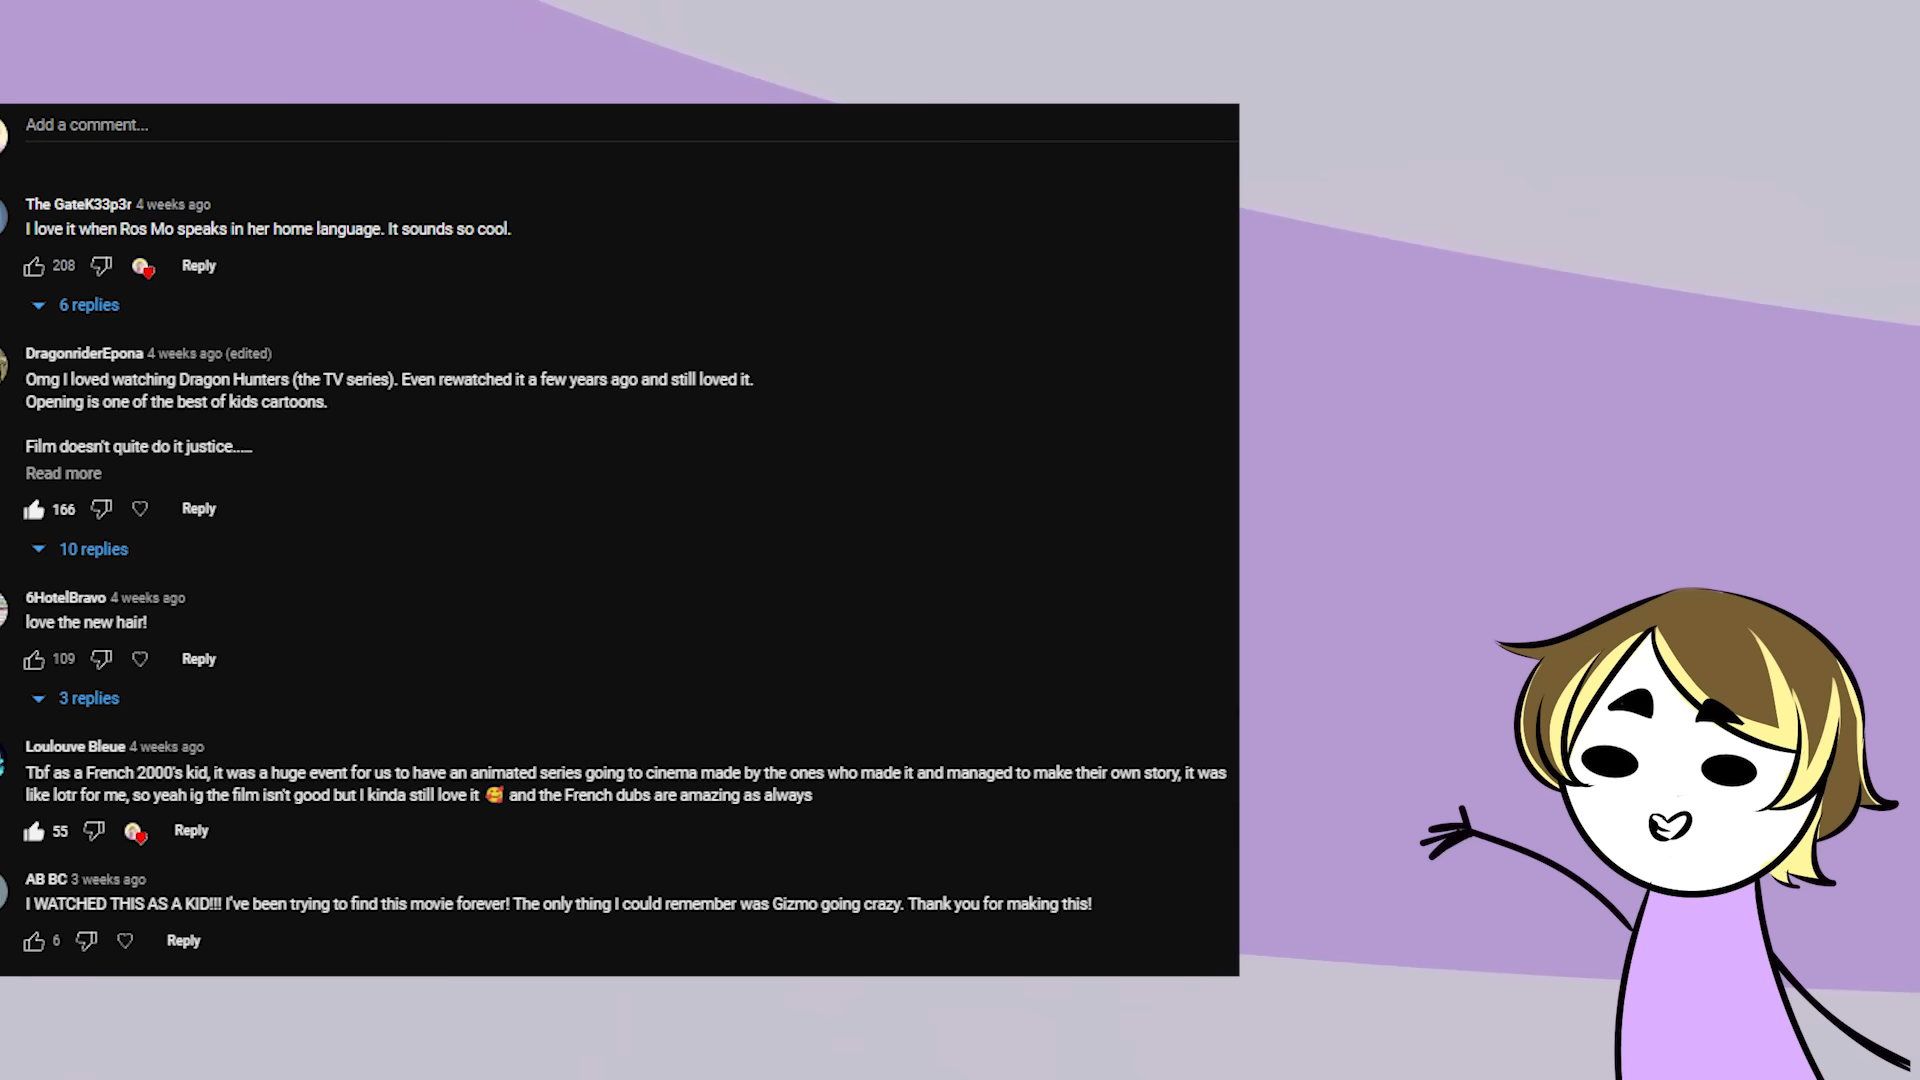 Add a comment...
The GateK33p3r 4 weeks ago
I love it when Ros Mo speaks in her home language. It sounds so cool.
208 Reply
6 replies
DragonriderEpona 4 weeks ago (edited)
Omg I loved watching Dragon Hunters (the TV series). Even rewatched it a few years ago and still loved it.
Opening is one of the best of kids cartoons.
Film doesn't quite do it justice.....
Read more
166 Reply
10 replies
6HotelBravo 4 weeks ago
love the new hair!
109 Reply
3 replies
Loulouve Bleue 4 weeks ago
Tbf as a French 2000's kid, it was a huge event for us to have an animated series going to cinema made by the ones who made it and managed to make their own story, it was
like lotr for me, so yeah ig the film isn't good but I kinda still love it 🥰 and the French dubs are amazing as always
55 Reply
AB BC 3 weeks ago
I WATCHED THIS AS A KID!!! I've been trying to find this movie forever! The only thing I could remember was Gizmo going crazy. Thank you for making this!
6 Reply